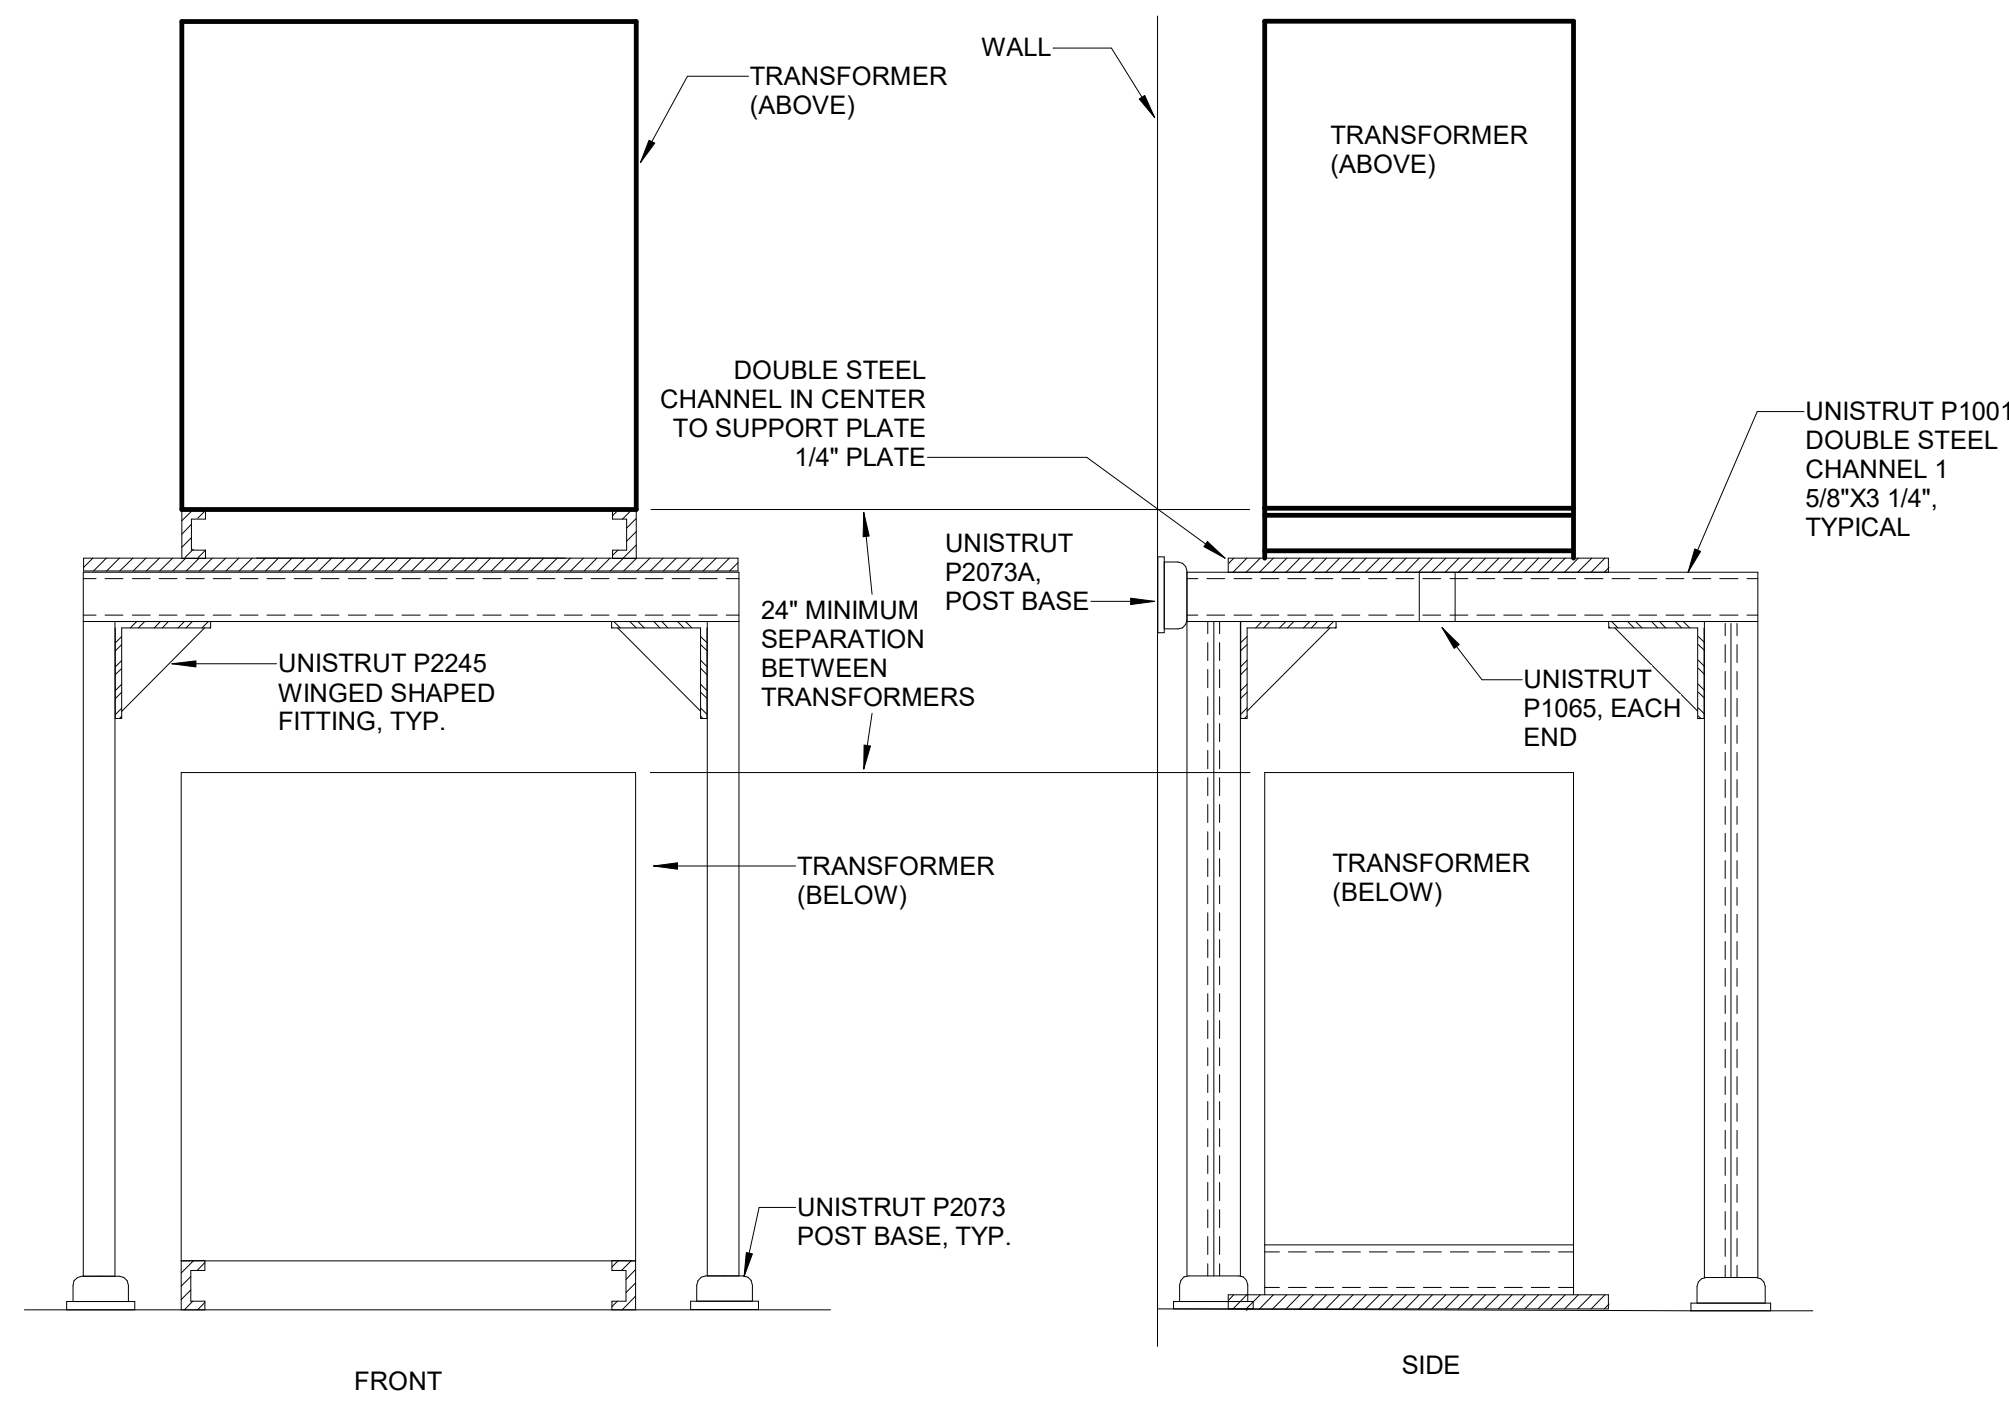 TRANSFORMER
(ABOVE)
WALL
TRANSFORMER
(ABOVE)
DOUBLE STEEL
CHANNEL IN CENTER
TO SUPPORT PLATE
1/4" PLATE
UNISTRUT P1001
DOUBLE STEEL
CHANNEL 1
5/8"X3 1/4",
TYPICAL
UNISTRUT
P2073A,
POST BASE
24" MINIMUM
SEPARATION
BETWEEN
TRANSFORMERS
UNISTRUT P2245
WINGED SHAPED
FITTING, TYP.
UNISTRUT
P1065, EACH
END
TRANSFORMER
(BELOW)
TRANSFORMER
(BELOW)
UNISTRUT P2073
POST BASE, TYP.
FRONT
SIDE